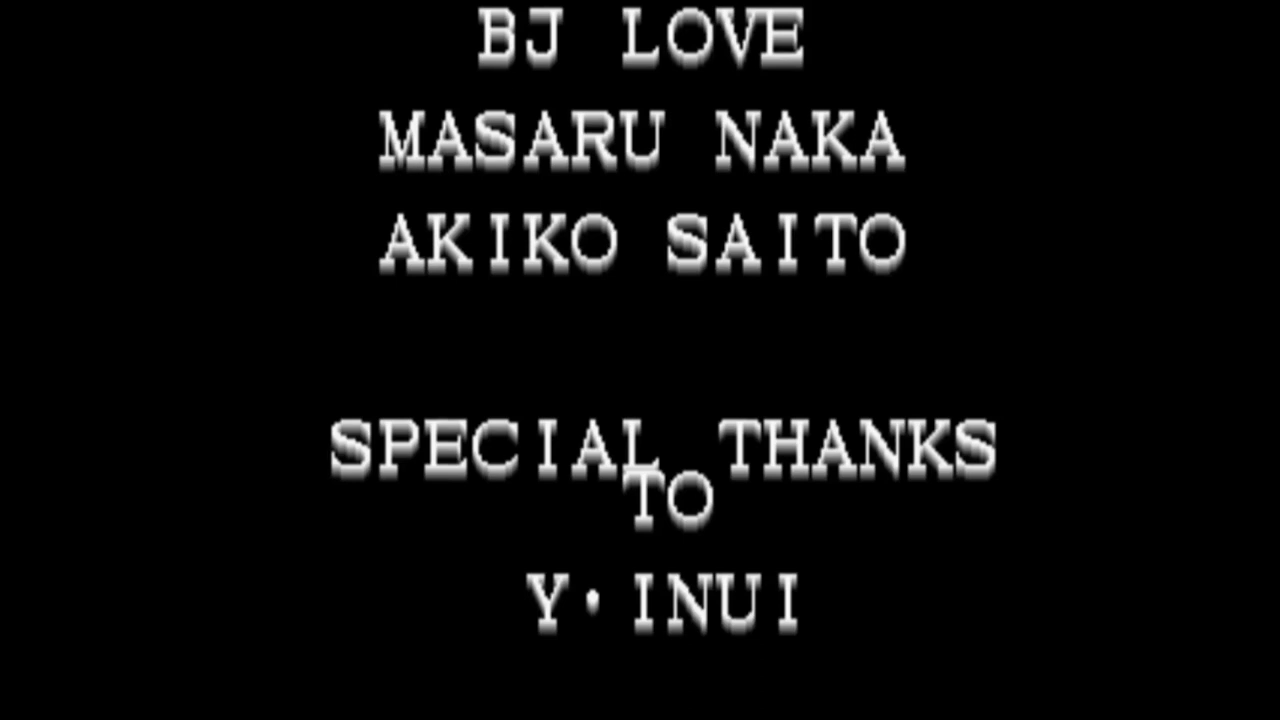 BJ LOVE
MASARU NAKA
AKIKO SAITO
SPECIAL THANKS
TO
Y·INUI